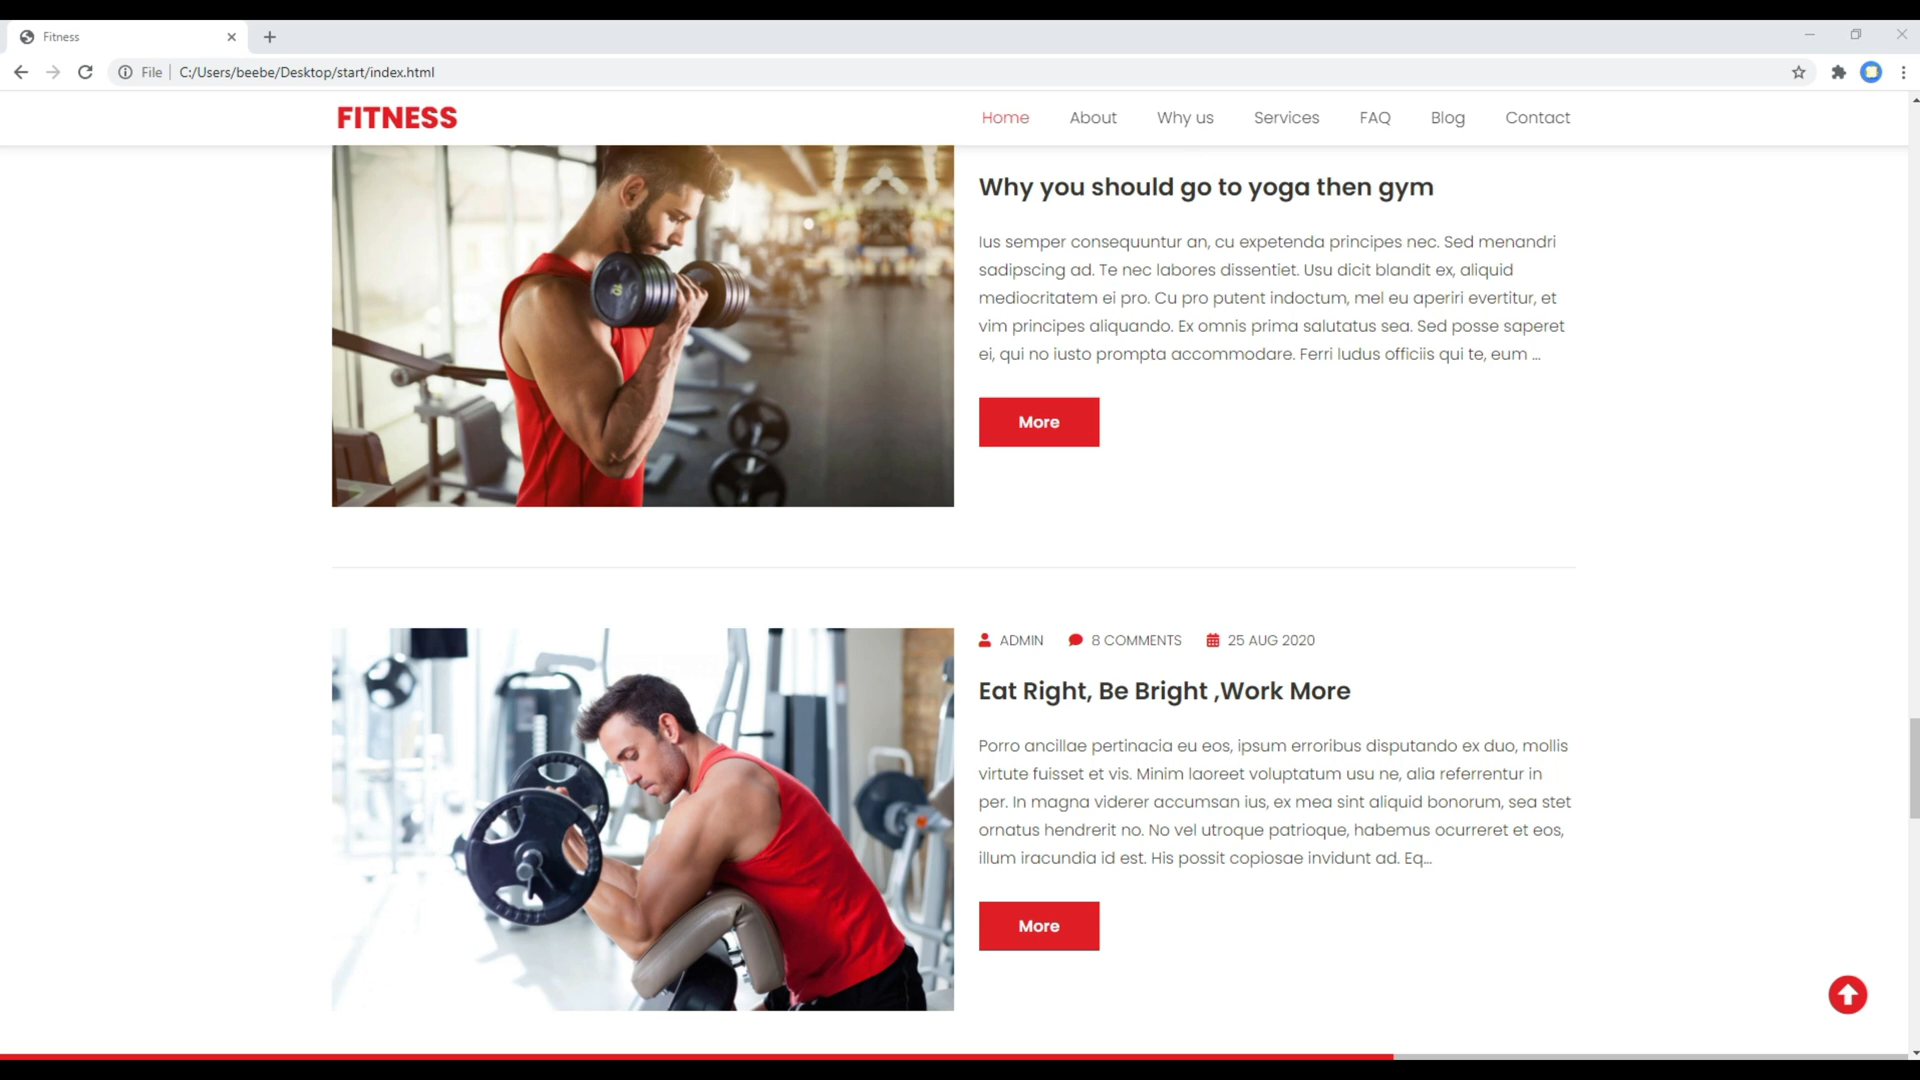 Fitness
File
C:/Users/beebe/Desktop/start/index.html
FITNESS
Home About Why us Services FAQ Blog Contact
Why you should go to yoga then gym
Ius semper consequuntur an, cu expetenda principes nec. Sed menandri
sadipscing ad. Te nec labores dissentiet. Usu dicit blandit ex, aliquid
mediocritatem ei pro. Cu pro putent indoctum, mel eu aperiri evertitur, et
vim principes aliquando. Ex omnis prima salutatus sea. Sed posse saperet
ei, qui no iusto prompta accommodare. Ferri ludus officiis qui te, eum ...
More
ADMIN 8 COMMENTS 25 AUG 2020
Eat Right, Be Bright ,Work More
Porro ancillae pertinacia eu eos, ipsum erroribus disputando ex duo, mollis
virtute fuisset et vis. Minim laoreet voluptatum usu ne, alia referrentur in
per. In magna viderer accumsan ius, ex mea sint aliquid bonorum, sea stet
ornatus hendrerit no. No vel utroque patrioque, habemus ocurreret et eos,
illum iracundia id est. His possit copiosae invidunt ad. Eq...
More